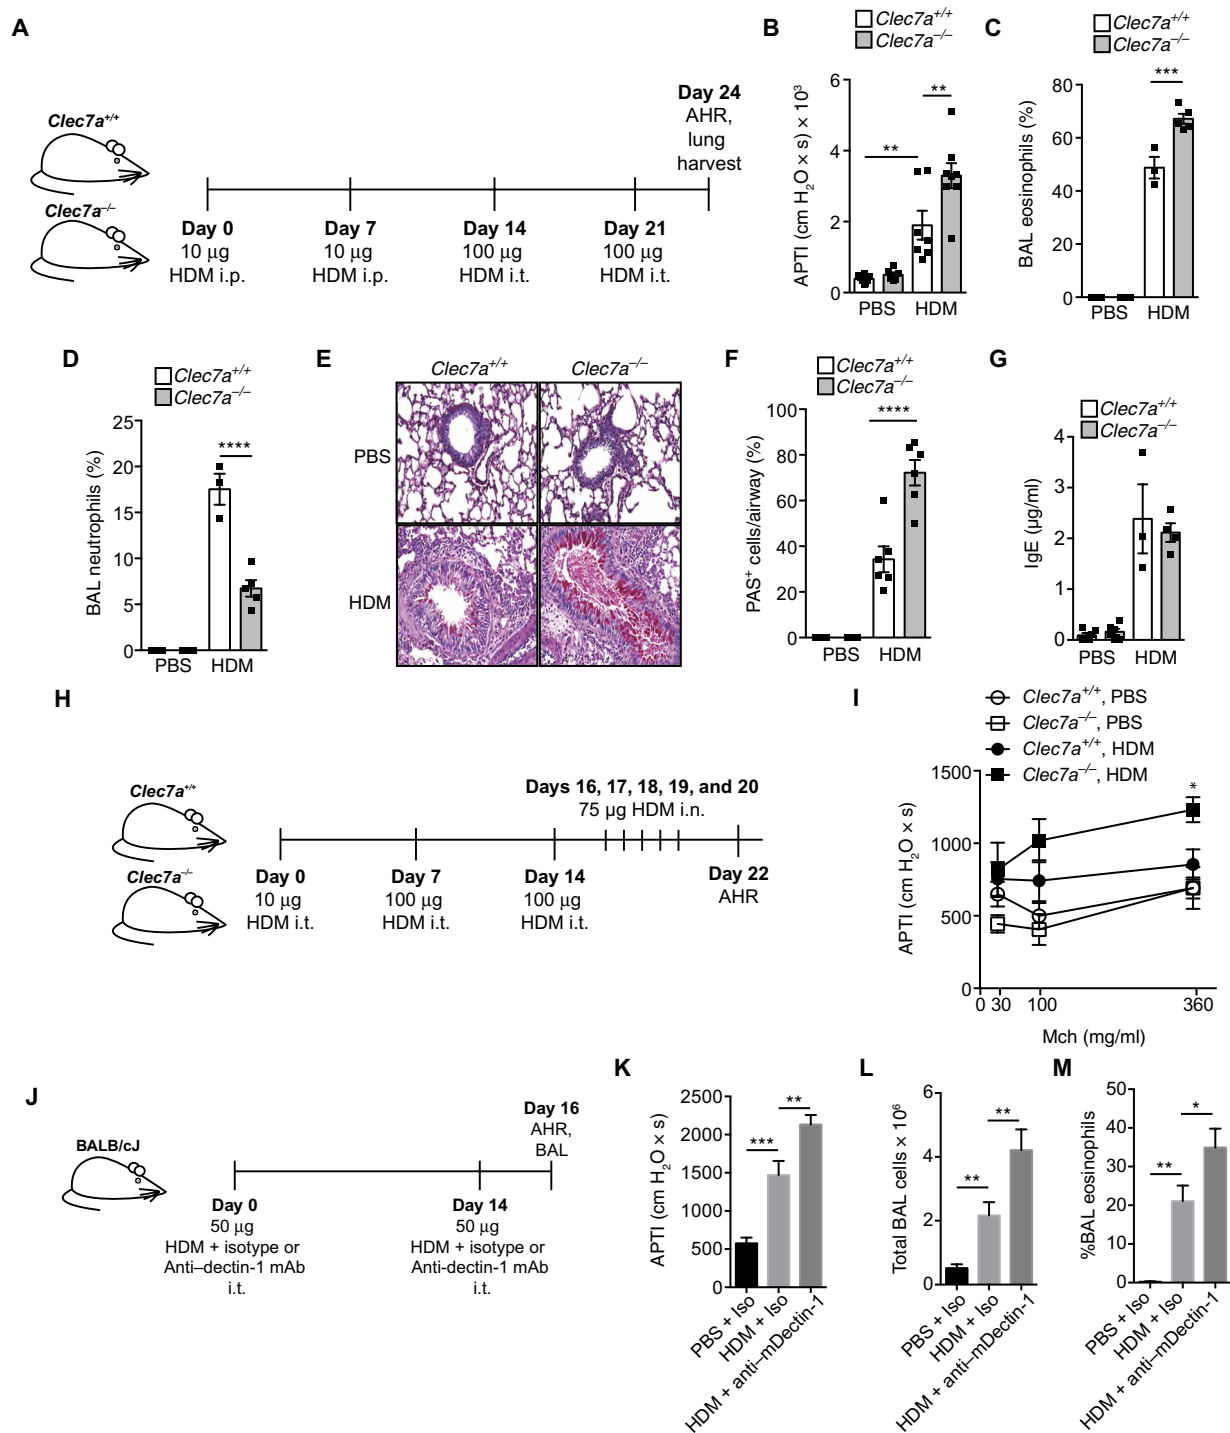 A
Clec7a+/+
Clec7a–/–
Day 24
AHR,
lung
harvest
Day 0
10 μg
HDM i.p.
Day 7
10 μg
HDM i.p.
Day 14
100 μg
HDM i.t.
Day 21
100 μg
HDM i.t.
B
Clec7a+/+
Clec7a–/–
APTI (cm H2O × s) × 10³
6
4
2
0
**
**
PBS
HDM
C
Clec7a+/+
Clec7a–/–
BAL eosinophils (%)
80
60
40
20
0
***
PBS
HDM
D
Clec7a+/+
Clec7a–/–
BAL neutrophils (%)
25
20
15
10
5
0
****
PBS
HDM
E
Clec7a+/+
Clec7a–/–
PBS
HDM
F
Clec7a+/+
Clec7a–/–
PAS+ cells/airway (%)
100
80
60
40
20
0
****
PBS
HDM
G
Clec7a+/+
Clec7a–/–
IgE (μg/ml)
4
3
2
1
0
PBS
HDM
H
Clec7a+/+
Clec7a–/–
Days 16, 17, 18, 19, and 20
75 μg HDM i.n.
Day 0
10 μg
HDM i.t.
Day 7
100 μg
HDM i.t.
Day 14
100 μg
HDM i.t.
Day 22
AHR
I
Clec7a+/+, PBS
Clec7a–/–, PBS
Clec7a+/+, HDM
Clec7a–/–, HDM
APTI (cm H2O × s)
1500
1000
500
0
*
0 30 100 360
Mch (mg/ml)
J
BALB/cJ
Day 16
AHR,
BAL
Day 0
50 μg
HDM + isotype or
Anti–dectin-1 mAb
i.t.
Day 14
50 μg
HDM + isotype or
Anti-dectin-1 mAb
i.t.
K
APTI (cm H2O × s)
2500
2000
1500
1000
500
0
***
**
PBS + Iso
HDM + Iso
HDM + anti–mDectin-1
L
Total BAL cells × 10⁶
6
4
2
0
**
**
PBS + Iso
HDM + Iso
HDM + anti–mDectin-1
M
%BAL eosinophils
50
40
30
20
10
0
**
*
PBS + Iso
HDM + Iso
HDM + anti–mDectin-1